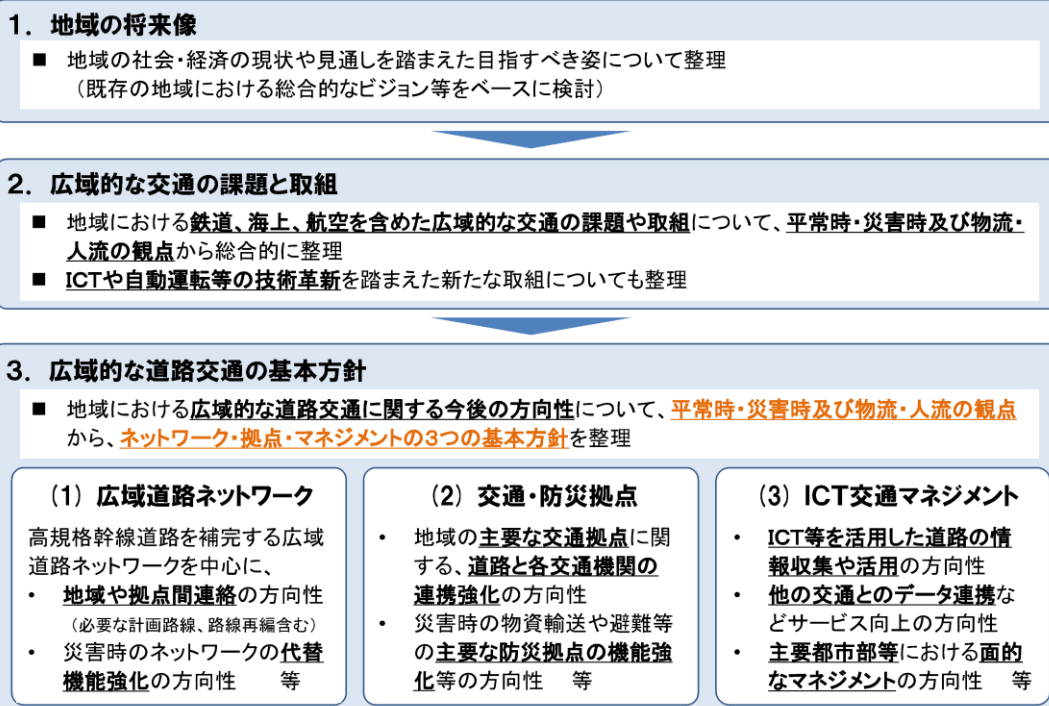 1. 地域の将来像
■ 地域の社会・経済の現状や見通しを踏まえた目指すべき姿について整理
（既存の地域における総合的なビジョン等をベースに検討）
2. 広域的な交通の課題と取組
■ 地域における鉄道、海上、航空を含めた広域的な交通の課題や取組について、平常時・災害時及び物流・
人流の観点から総合的に整理
■ ICTや自動運転等の技術革新を踏まえた新たな取組についても整理
3. 広域的な道路交通の基本方針
■ 地域における広域的な道路交通に関する今後の方向性について、平常時・災害時及び物流・人流の観点
から、ネットワーク・拠点・マネジメントの3つの基本方針を整理
(1) 広域道路ネットワーク
高規格幹線道路を補完する広域
道路ネットワークを中心に、
・ 地域や拠点間連絡の方向性
（必要な計画路線、路線再編含む）
・ 災害時のネットワークの代替
機能強化の方向性 等
(2) 交通・防災拠点
・ 地域の主要な交通拠点に関
する、道路と各交通機関の
連携強化の方向性
・ 災害時の物資輸送や避難等
の主要な防災拠点の機能強
化等の方向性 等
(3) ICT交通マネジメント
・ ICT等を活用した道路の情
報収集や活用の方向性
・ 他の交通とのデータ連携な
どサービス向上の方向性
・ 主要都市部等における面的
なマネジメントの方向性 等